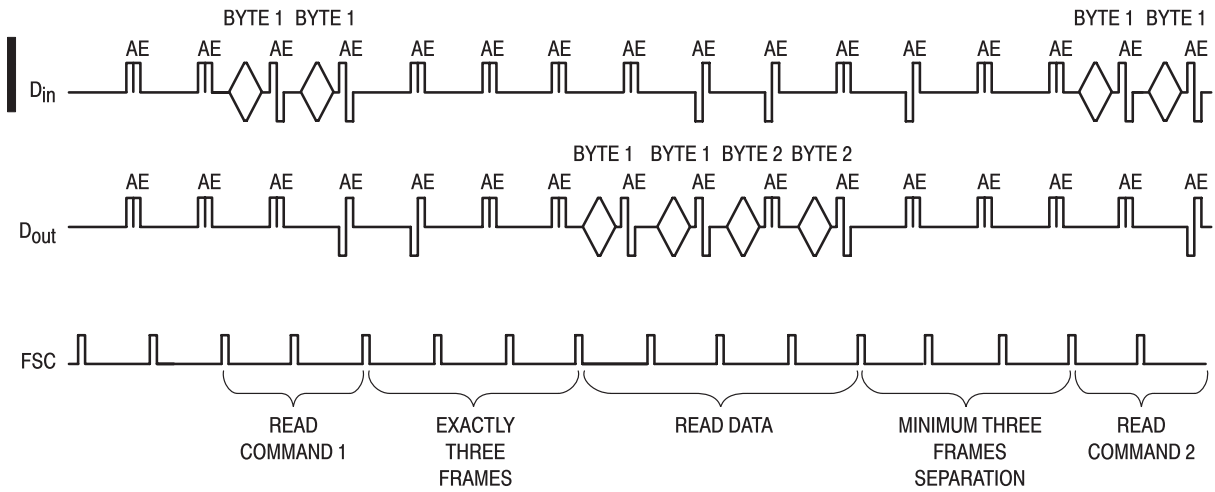 BYTE 1 BYTE 1 BYTE 1 BYTE 1
AE AE AE AE AE AE AE AE AE AE AE AE AE AE AE AE
Din
BYTE 1 BYTE 1 BYTE 2 BYTE 2
AE AE AE AE AE AE AE AE AE AE AE AE AE AE AE AE
Dout
FSC
READ
COMMAND 1
EXACTLY
THREE
FRAMES
READ DATA
MINIMUM THREE
FRAMES
SEPARATION
READ
COMMAND 2